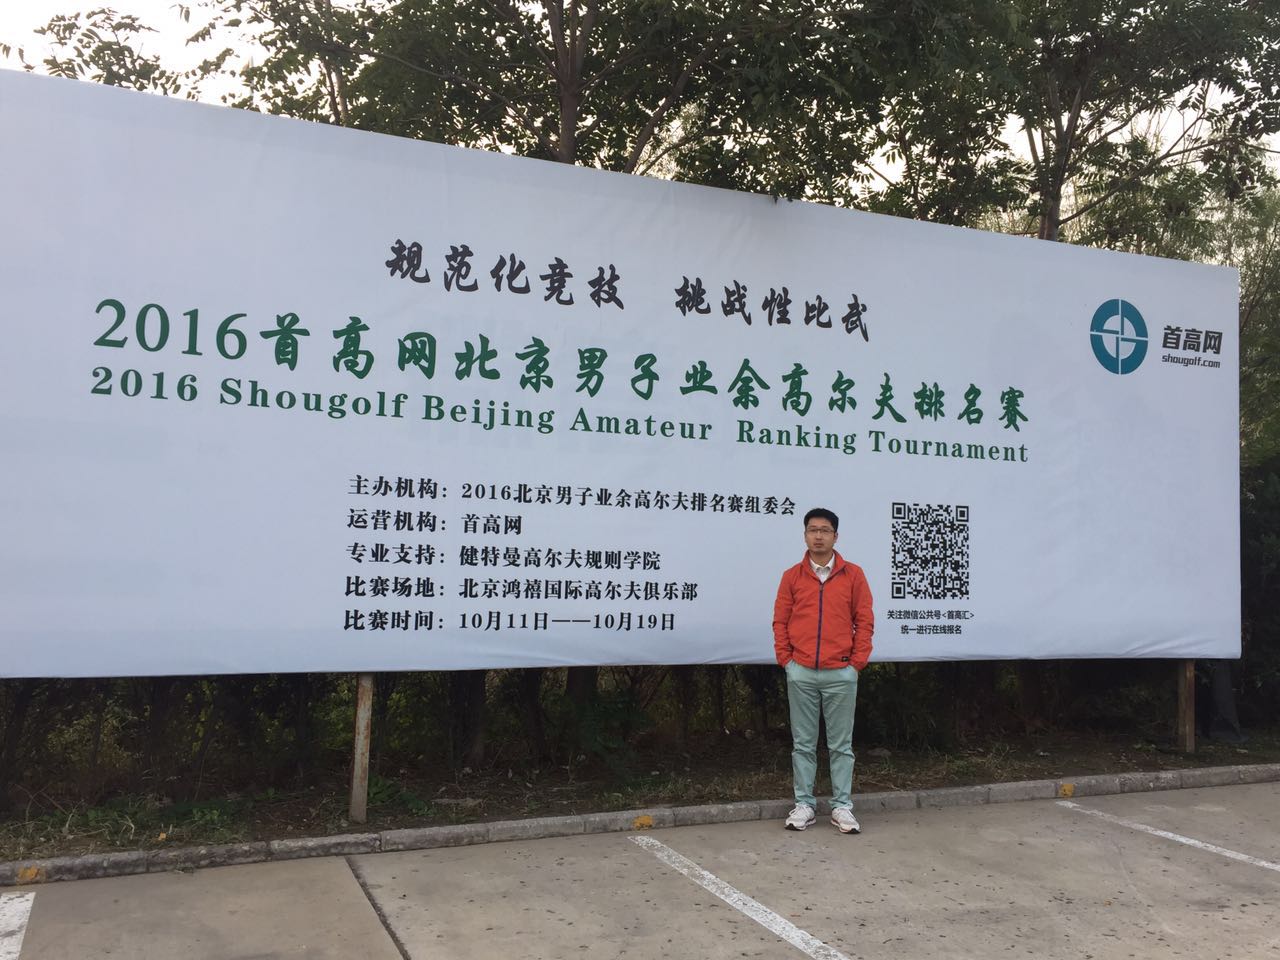 规范化竞技 挑战性比武
2016首高网北京男子业余高尔夫排名赛
2016 Shougolf Beijing Amateur Ranking Tournament
首高网
shougolf.com
主办机构：2016北京男子业余高尔夫排名赛组委会
运营机构：首高网
专业支持：健特曼高尔夫规则学院
比赛场地：北京鸿禧国际高尔夫俱乐部
比赛时间：10月11日——10月19日
关注微信公共号<首高汇>
统一进行在线报名